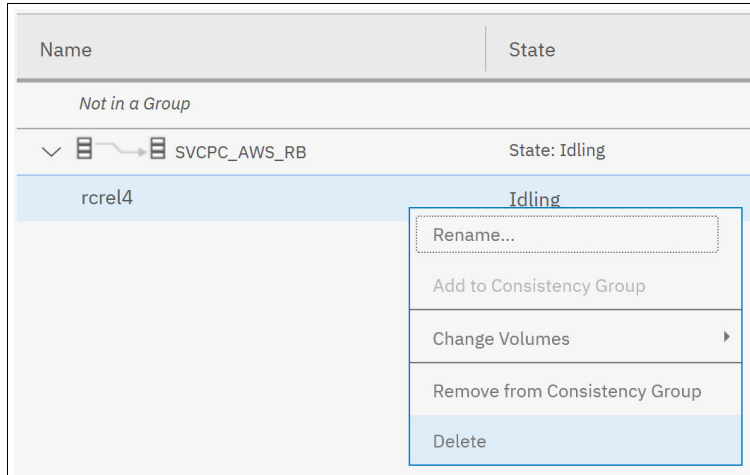 Name State
Not in a Group
SVCPC_AWS_RB State: Idling
rcrel4 Idling
Rename...
Add to Consistency Group
Change Volumes
Remove from Consistency Group
Delete